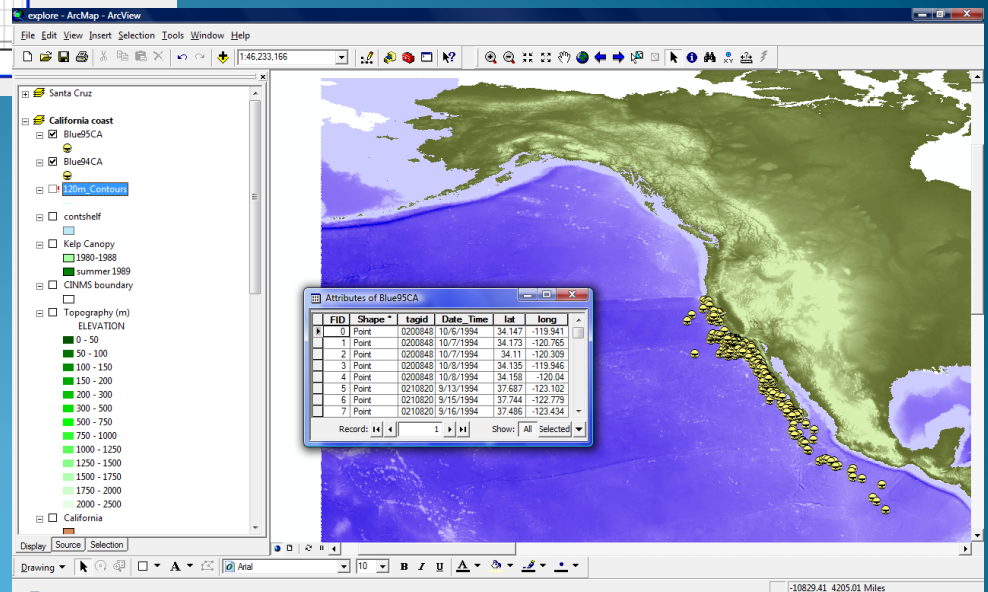 explore - ArcMap - ArcView
File Edit View Insert Selection Tools Window Help
1:46,233,166
Santa Cruz
California coast
Blue95CA
Blue94CA
120m_Contours
contshelf
Kelp Canopy
1980-1988
summer 1989
CINMS boundary
Topography (m)
ELEVATION
0 - 50
50 - 100
100 - 150
150 - 200
200 - 300
300 - 500
500 - 750
750 - 1000
1000 - 1250
1250 - 1500
1500 - 1750
1750 - 2000
2000 - 2500
California
Display Source Selection
Attributes of Blue95CA
FID Shape * tagid Date_Time lat long
0 Point 0200848 10/6/1994 34.147 -119.941
1 Point 0200848 10/7/1994 34.173 -120.765
2 Point 0200848 10/7/1994 34.11 -120.309
3 Point 0200848 10/8/1994 34.135 -119.946
4 Point 0200848 10/8/1994 34.158 -120.04
5 Point 0210820 9/13/1994 37.687 -123.102
6 Point 0210820 9/15/1994 37.744 -122.779
7 Point 0210820 9/16/1994 37.486 -123.434
Record: 1 Show: All Selected
Drawing A Arial 10 B I U A
-10829.41 4205.01 Miles